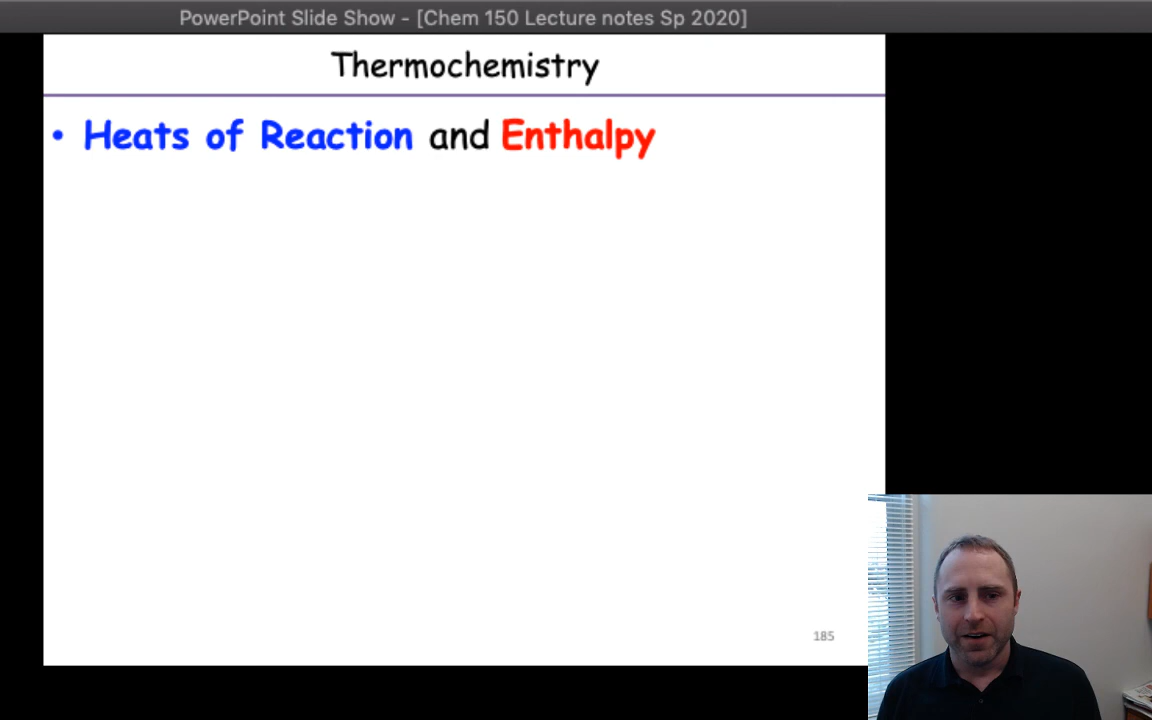 PowerPoint Slide Show - [Chem 150 Lecture notes Sp 2020]
Thermochemistry
• Heats of Reaction and Enthalpy
185